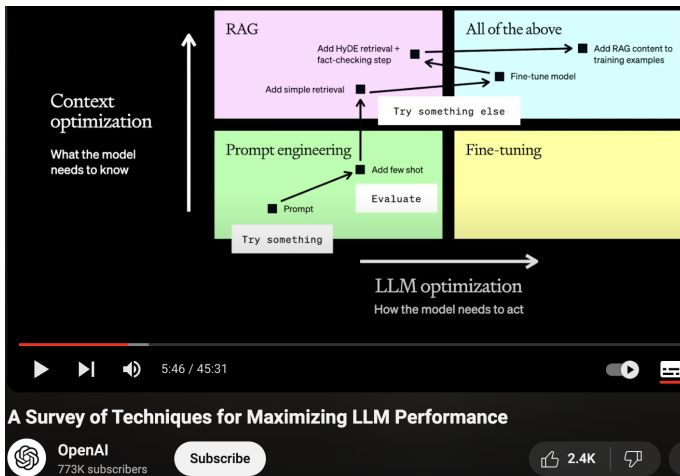 RAG
All of the above
Add HyDE retrieval +
fact-checking step
Add RAG content to
training examples
Fine-tune model
Add simple retrieval
Try something else
Context
optimization
What the model
needs to know
Prompt engineering
Fine-tuning
Add few shot
Evaluate
Prompt
Try something
LLM optimization
How the model needs to act
5:46 / 45:31
A Survey of Techniques for Maximizing LLM Performance
OpenAI
773K subscribers
Subscribe
2.4K